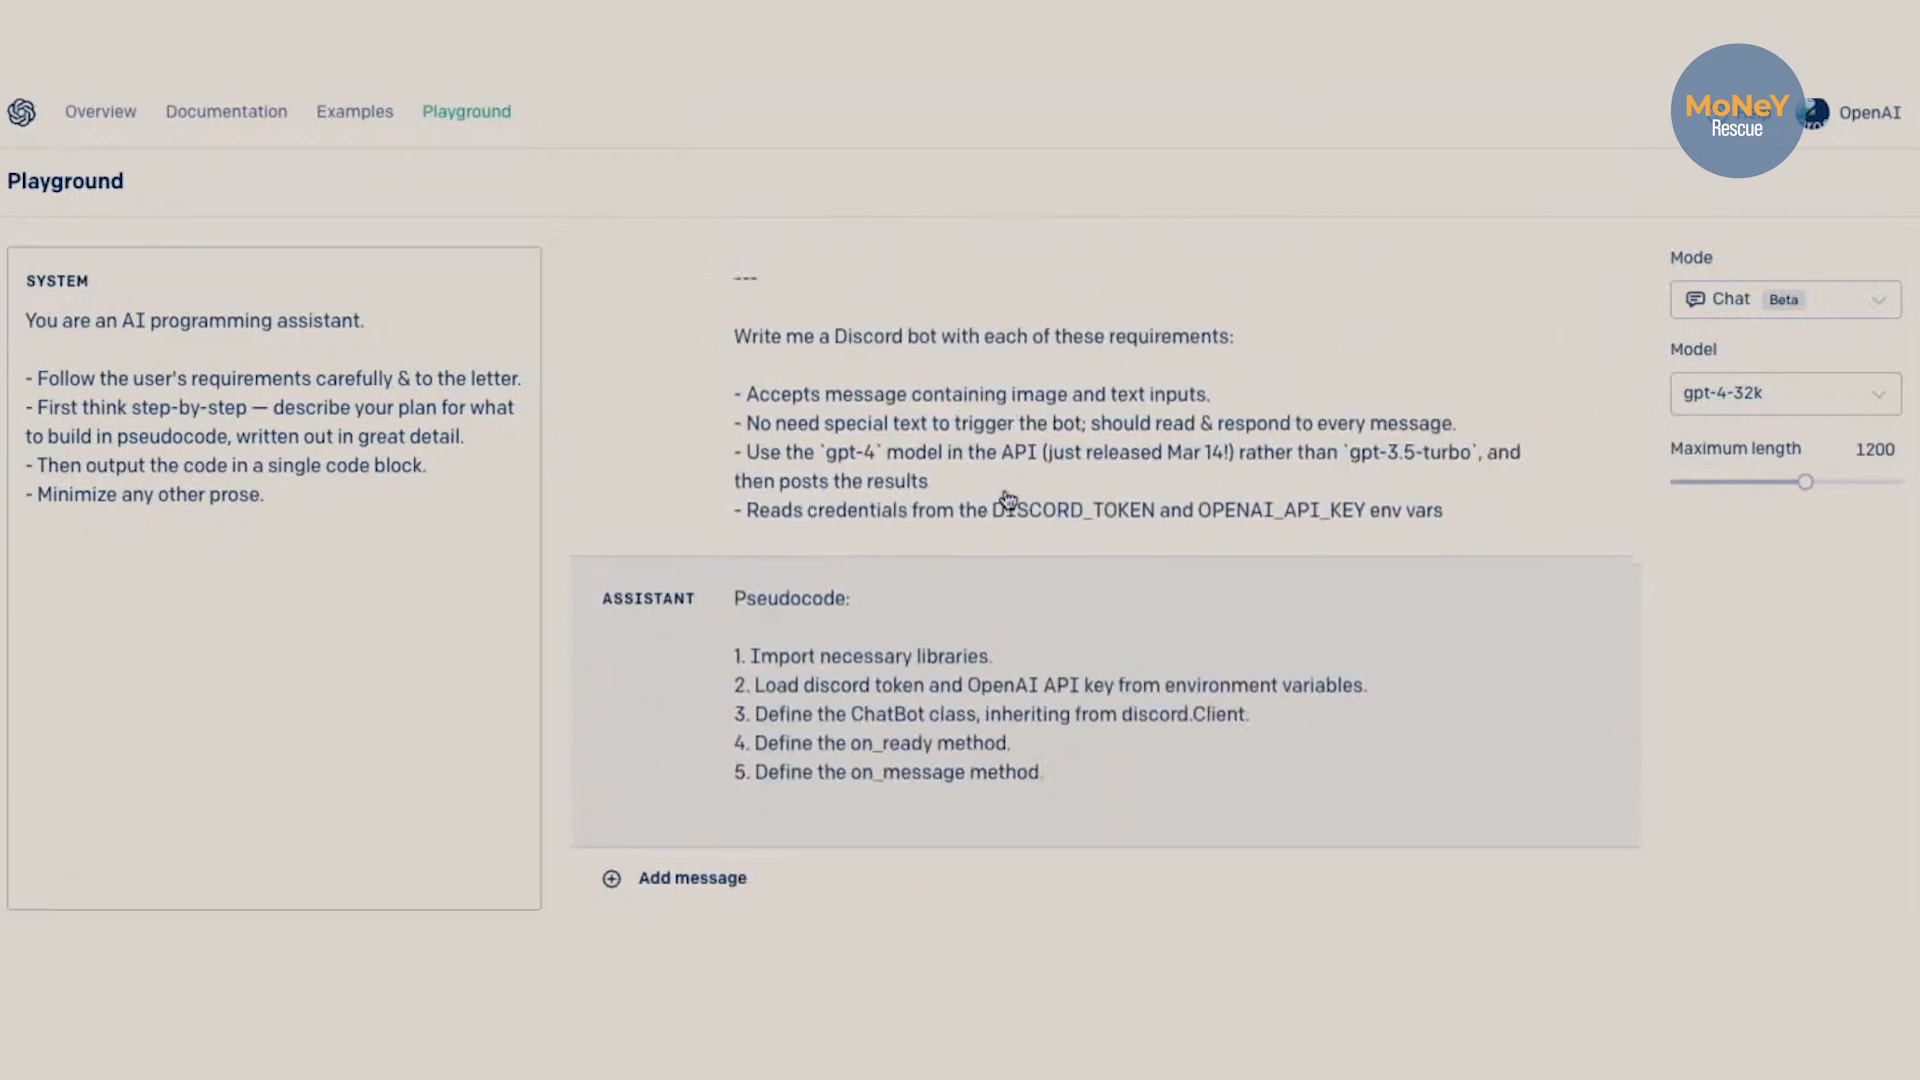 Overview Documentation Examples Playground
MoNeY
Rescue
OpenAI
Playground
SYSTEM
You are an AI programming assistant.
- Follow the user's requirements carefully & to the letter.
- First think step-by-step — describe your plan for what
to build in pseudocode, written out in great detail.
- Then output the code in a single code block.
- Minimize any other prose.
---
Write me a Discord bot with each of these requirements:
- Accepts message containing image and text inputs.
- No need special text to trigger the bot; should read & respond to every message.
- Use the `gpt-4` model in the API (just released Mar 14!) rather than `gpt-3.5-turbo`, and
then posts the results
- Reads credentials from the DISCORD_TOKEN and OPENAI_API_KEY env vars
ASSISTANT
Pseudocode:
1. Import necessary libraries.
2. Load discord token and OpenAI API key from environment variables.
3. Define the ChatBot class, inheriting from discord.Client.
4. Define the on_ready method.
5. Define the on_message method.
Add message
Mode
Chat Beta
Model
gpt-4-32k
Maximum length 1200